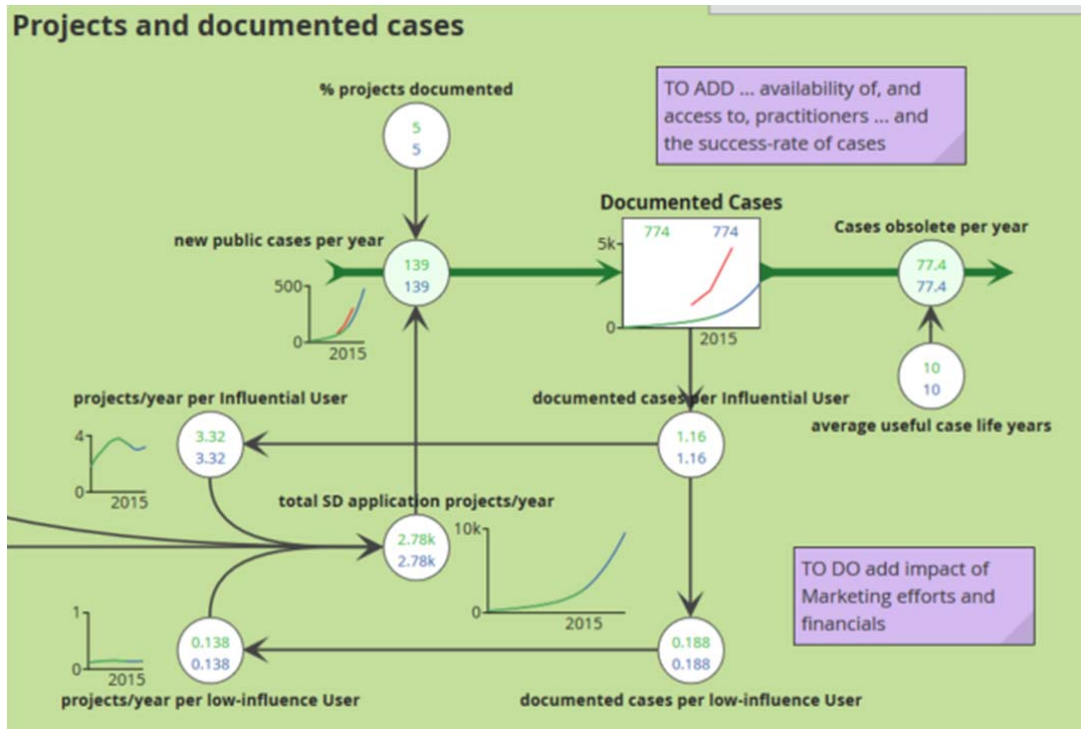 Projects and documented cases
% projects documented
5
5
TO ADD ... availability of, and
access to, practitioners ... and
the success-rate of cases
Documented Cases
774 774
5k
0
2015
Cases obsolete per year
77.4
77.4
new public cases per year
139
139
500
0
2015
10
10
average useful case life years
projects/year per Influential User
3.32
3.32
4
0
2015
documented cases per Influential User
1.16
1.16
total SD application projects/year
2.78k
2.78k
10k
0
2015
TO DO add impact of
Marketing efforts and
financials
1
0
2015
0.138
0.138
projects/year per low-influence User
0.188
0.188
documented cases per low-influence User